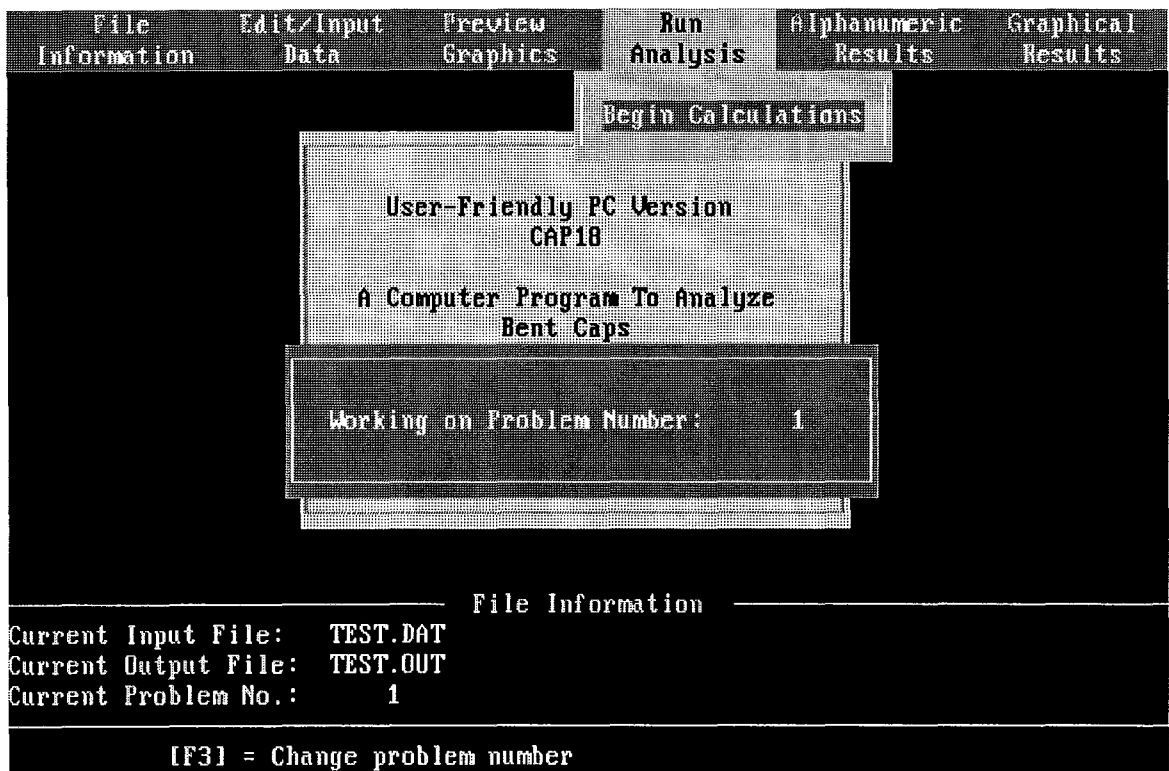 File Edit/Input Preview Run Alphanumeric Graphical
Information Data Graphics Analysis Results Results
Begin Calculations
User-Friendly PC Version
CAP18
A Computer Program To Analyze
Bent Caps
Working on Problem Number: 1
File Information
Current Input File: TEST.DAT
Current Output File: TEST.OUT
Current Problem No.: 1
[F3] = Change problem number